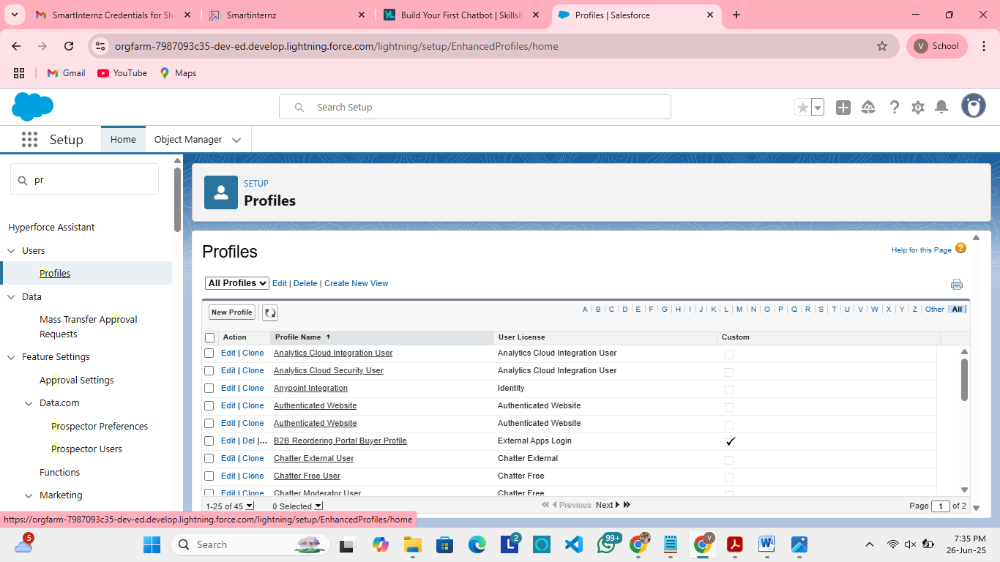 SmartInternz Credentials for Sh
Smartinternz
Build Your First Chatbot | SkillsB
Profiles | Salesforce
orgfarm-7987093c35-dev-ed.develop.lightning.force.com/lightning/setup/EnhancedProfiles/home
V School
Gmail
YouTube
Maps
Search Setup
Setup
Home
Object Manager
pr
Hyperforce Assistant
Users
Profiles
Data
Mass Transfer Approval
Requests
Feature Settings
Approval Settings
Data.com
Prospector Preferences
Prospector Users
Functions
Marketing
SETUP
Profiles
Profiles
Help for this Page ?
All Profiles Edit | Delete | Create New View
New Profile
A | B | C | D | E | F | G | H | I | J | K | L | M | N | O | P | Q | R | S | T | U | V | W | X | Y | Z | Other | All
Action Profile Name ↑ User License Custom
Edit | Clone Analytics Cloud Integration User Analytics Cloud Integration User
Edit | Clone Analytics Cloud Security User Analytics Cloud Integration User
Edit | Clone Anypoint Integration Identity
Edit | Clone Authenticated Website Authenticated Website
Edit | Clone Authenticated Website Authenticated Website
Edit | Del |... B2B Reordering Portal Buyer Profile External Apps Login
Edit | Clone Chatter External User Chatter External
Edit | Clone Chatter Free User Chatter Free
Edit | Clone Chatter Moderator User Chatter Free
1-25 of 45 0 Selected Previous Next Page 1 of 2
https://orgfarm-7987093c35-dev-ed.develop.lightning.force.com/lightning/setup/EnhancedProfiles/home
5
Search
L 2
99+
V
W
7:35 PM
26-Jun-25